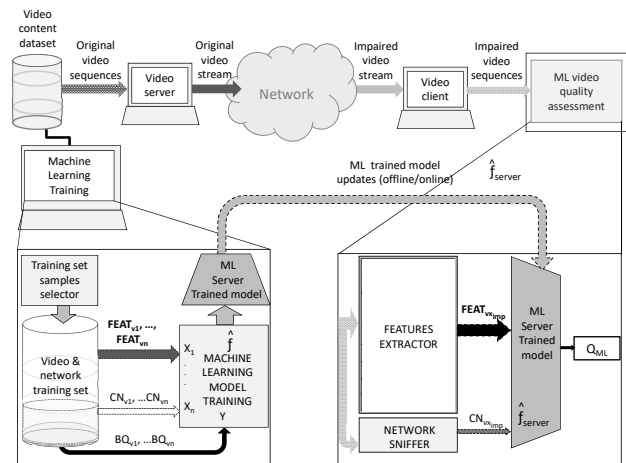 Video
content
dataset
Original
video
sequences
Video
server
Original
video
stream
Network
Impaired
video
stream
Video
client
Impaired
video
sequences
ML video
quality
assessment
Machine
Learning
Training
ML trained model
updates (offline/online)
f̂server
Training set
samples
selector
ML
Server
Trained model
Video &
network
training set
FEATv1, ...,
FEATvn
CNv1, ...CNvn
BQv1, ...BQvn
X1
.
.
.
Xn
f̂
MACHINE
LEARNING
MODEL
TRAINING
Y
FEATURES
EXTRACTOR
NETWORK
SNIFFER
FEATvximp
CNvximp
ML
Server
Trained
model
f̂server
QML